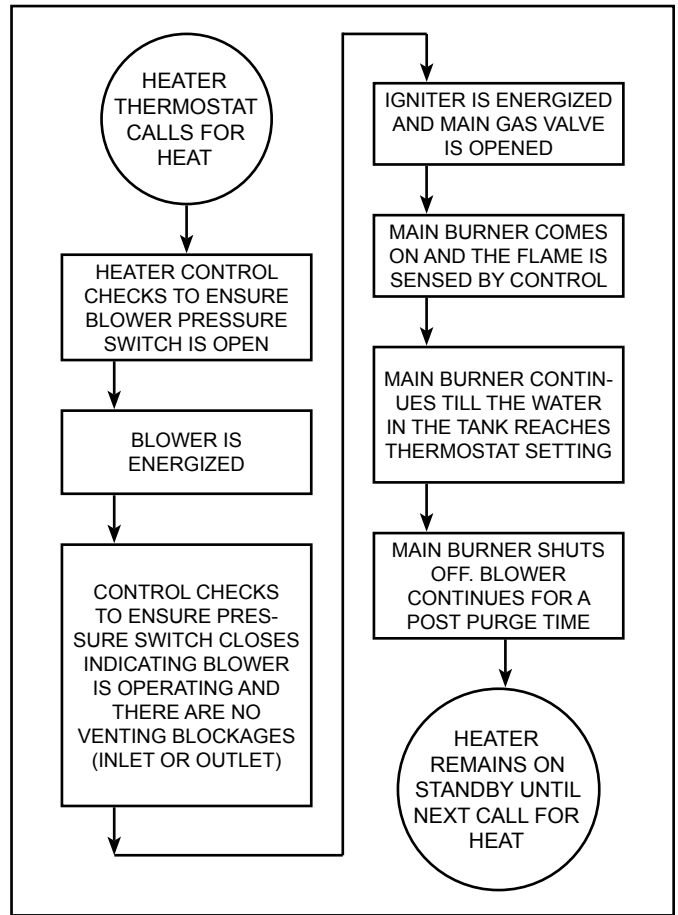 HEATER
THERMOSTAT
CALLS FOR
HEAT
HEATER CONTROL
CHECKS TO ENSURE
BLOWER PRESSURE
SWITCH IS OPEN
BLOWER IS
ENERGIZED
CONTROL CHECKS
TO ENSURE PRES-
SURE SWITCH CLOSES
INDICATING BLOWER
IS OPERATING AND
THERE ARE NO
VENTING BLOCKAGES
(INLET OR OUTLET)
IGNITER IS ENERGIZED
AND MAIN GAS VALVE
IS OPENED
MAIN BURNER COMES
ON AND THE FLAME IS
SENSED BY CONTROL
MAIN BURNER CONTIN-
UES TILL THE WATER
IN THE TANK REACHES
THERMOSTAT SETTING
MAIN BURNER SHUTS
OFF. BLOWER
CONTINUES FOR A
POST PURGE TIME
HEATER
REMAINS ON
STANDBY UNTIL
NEXT CALL FOR
HEAT